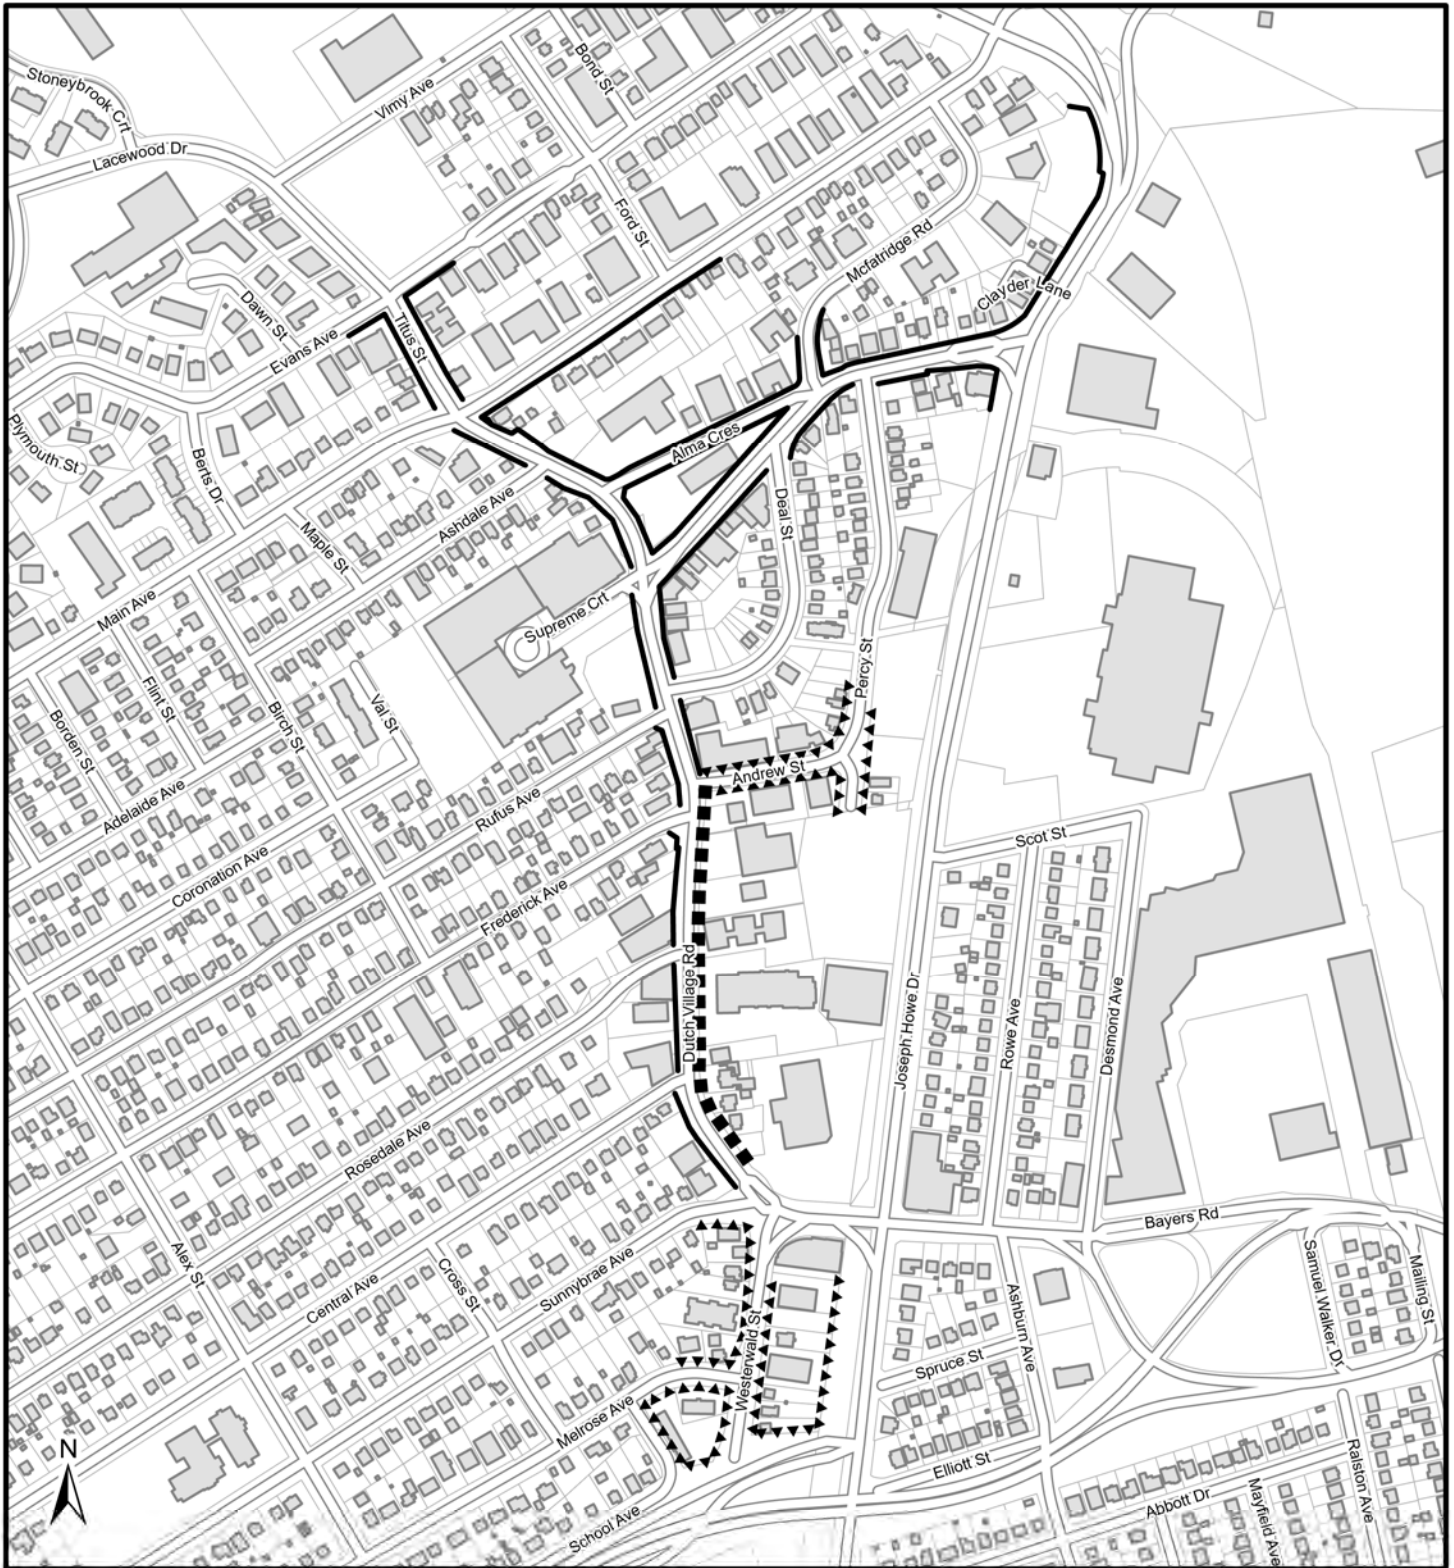 Bond St
Stoneybrook Crt
Vimy Ave
Lacewood Dr
Ford St
Mcfatridge Rd
Clayder Lane
Dawn St
Titus St
Evans Ave
Plymouth St
Alma Cres
Berts Dr
Ashdale Ave
Deal St
Maple St
Main Ave
Supreme Crt
Percy St
Flint St
Val St
Birch St
Borden St
Andrew St
Adelaide Ave
Rufus Ave
Scot St
Coronation Ave
Frederick Ave
Dutch Village Rd
Joseph Howe Dr
Rowe Ave
Desmond Ave
Rosedale Ave
Bayers Rd
Alex St
Central Ave
Cross St
Sunnybrae Ave
Samuel Walker Dr
Mailing St
Ashburn Ave
Westerwald St
Spruce St
Melrose Ave
N
Elliott St
Ralston Ave
Abbott Dr
Mayfield Ave
School Ave